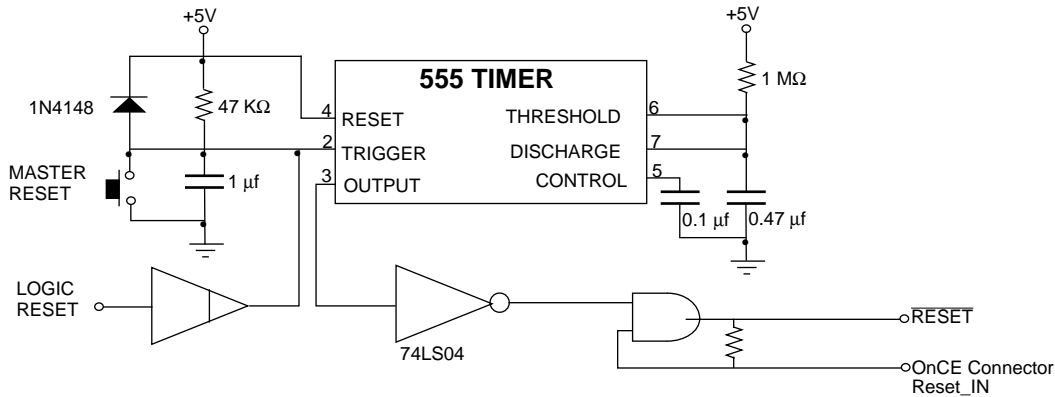 +5V
+5V
555 TIMER
1N4148
47 KΩ
1 MΩ
4
RESET
THRESHOLD
6
2
TRIGGER
DISCHARGE
7
3
OUTPUT
CONTROL
5
MASTER
RESET
1 μf
0.1 μf
0.47 μf
LOGIC
RESET
74LS04
RESET
OnCE Connector
Reset_IN